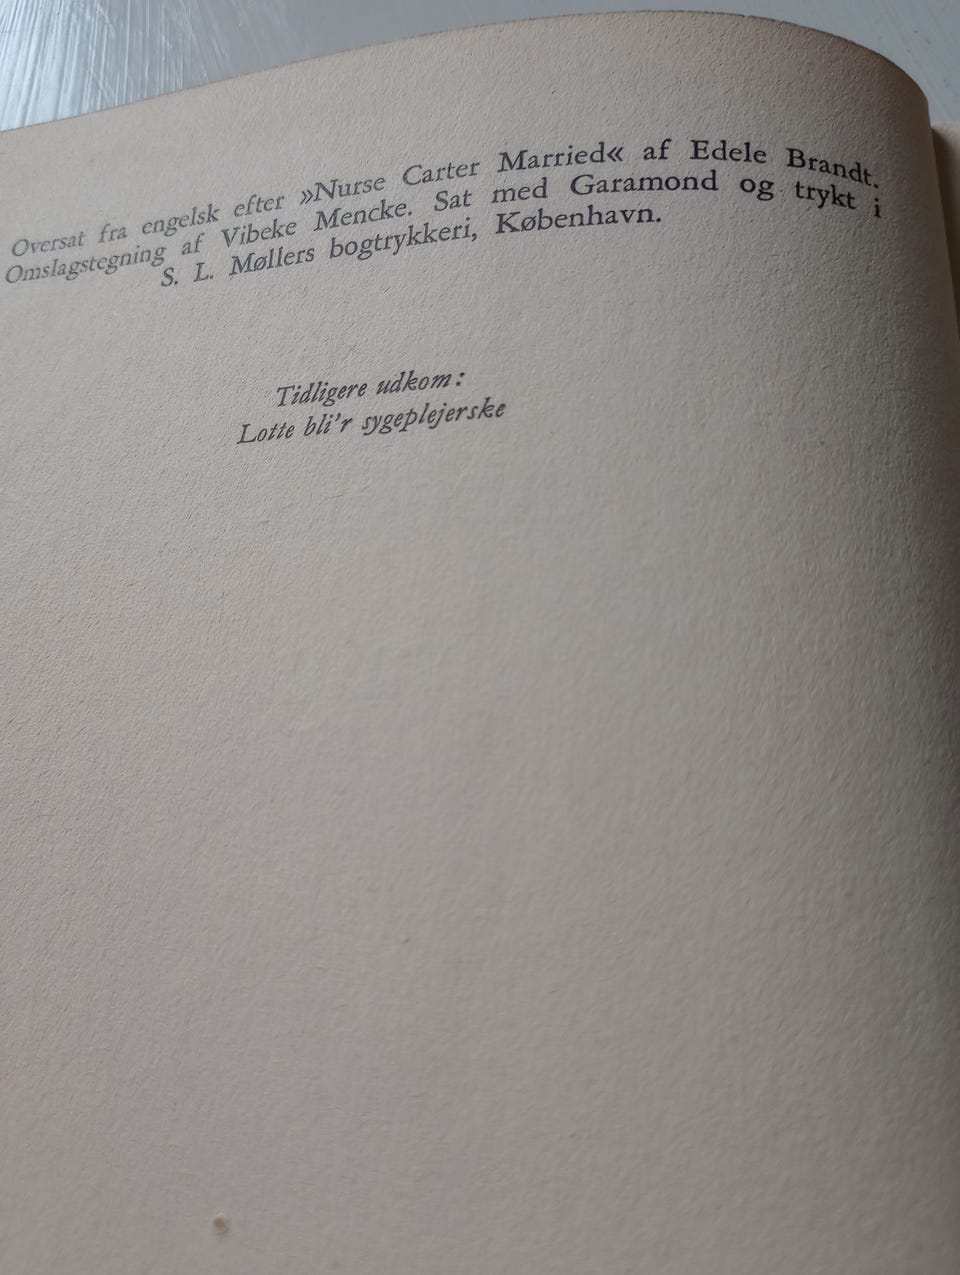 Oversat fra engelsk efter »Nurse Carter Married« af Edele Brandt.
Omslagstegning af Vibeke Mencke. Sat med Garamond og trykt i
S. L. Møllers bogtrykkeri, København.
Tidligere udkom:
Lotte bli'r sygeplejerske